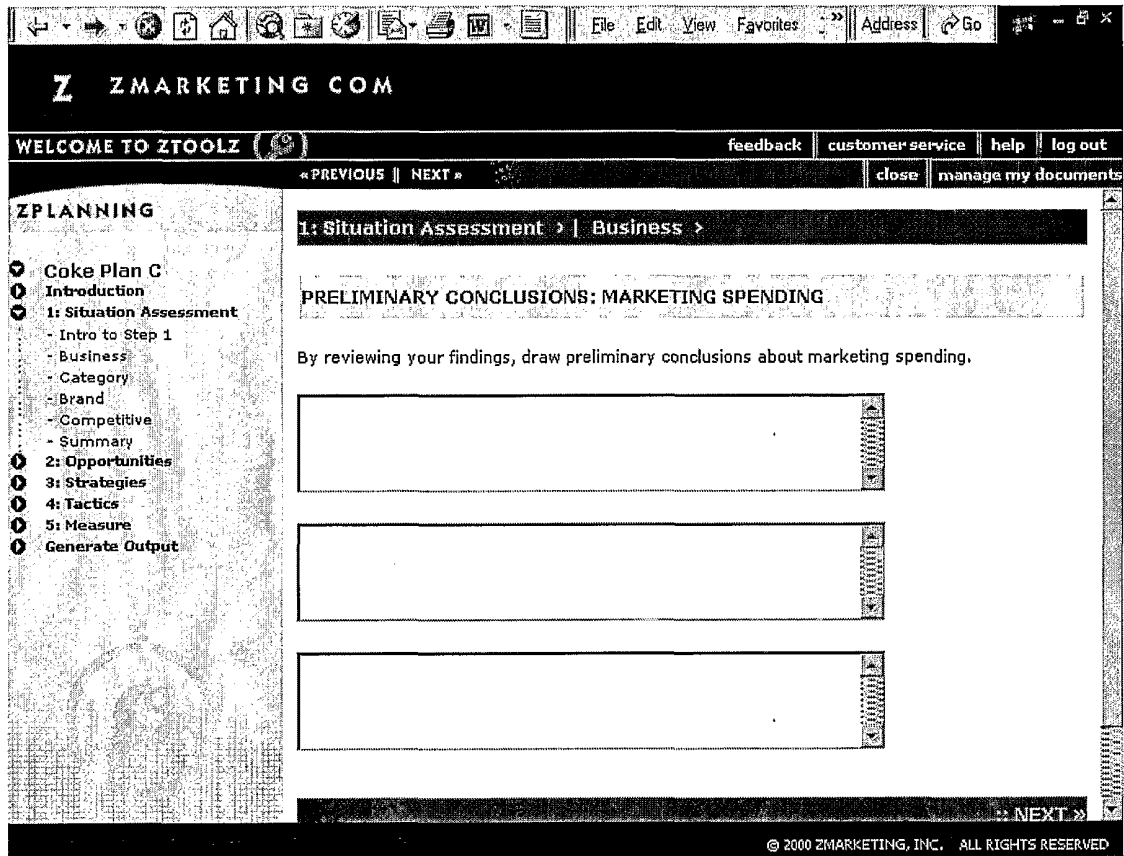 File Edit View Favorites » Address Go
Z ZMARKETING COM
WELCOME TO ZTOOLZ
feedback customer service help log out
« PREVIOUS || NEXT » close manage my documents
ZPLANNING
Coke Plan C
Introduction
1: Situation Assessment
- Intro to Step 1
- Business
- Category
- Brand
- Competitive
- Summary
2: Opportunities
3: Strategies
4: Tactics
5: Measure
Generate Output
1: Situation Assessment > | Business >
PRELIMINARY CONCLUSIONS: MARKETING SPENDING
By reviewing your findings, draw preliminary conclusions about marketing spending.
:: NEXT »
© 2000 ZMARKETING, INC. ALL RIGHTS RESERVED